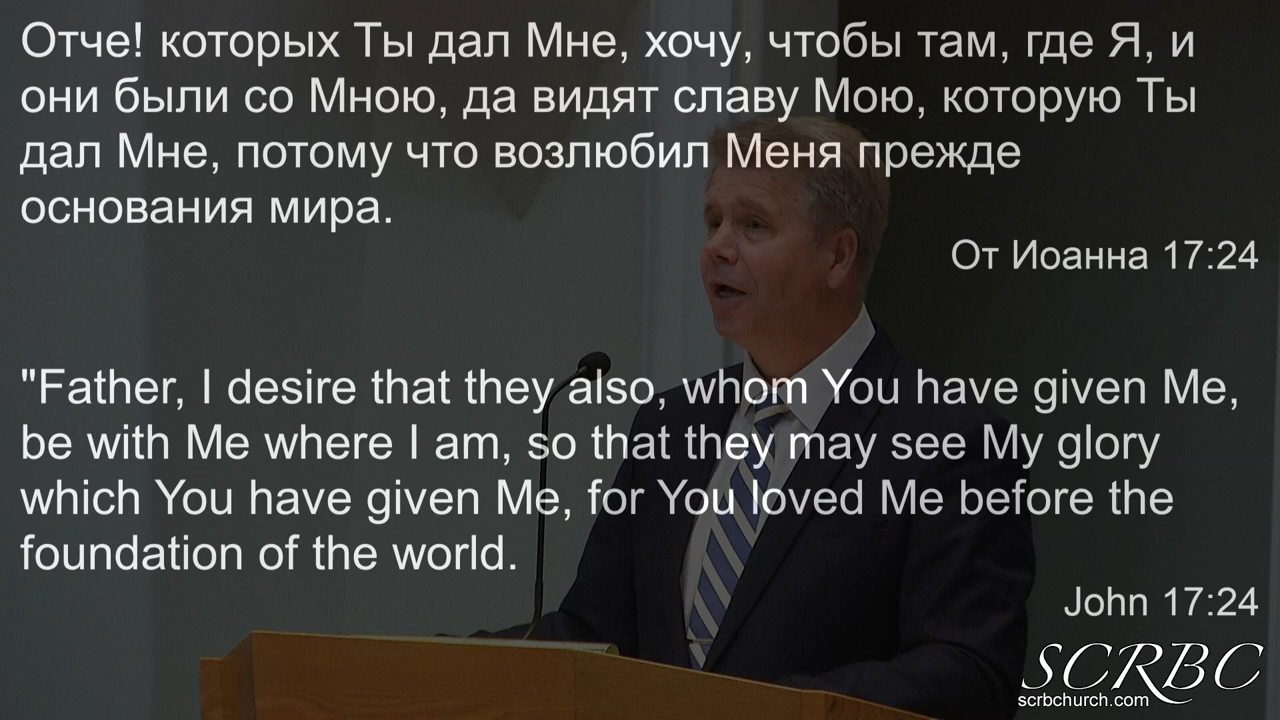 Отче! которых Ты дал Мне, хочу, чтобы там, где Я, и
они были со Мною, да видят славу Мою, которую Ты
дал Мне, потому что возлюбил Меня прежде
основания мира.
От Иоанна 17:24
"Father, I desire that they also, whom You have given Me,
be with Me where I am, so that they may see My glory
which You have given Me, for You loved Me before the
foundation of the world.
John 17:24
SCRBC
scrbchurch.com